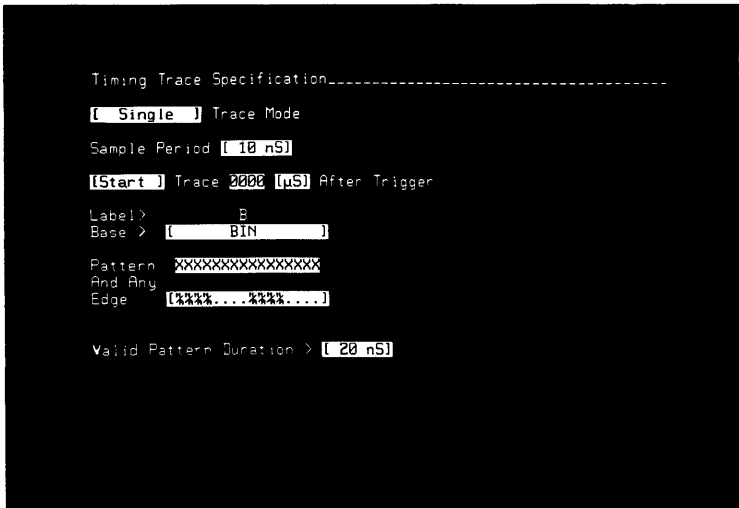 Timing Trace Specification_____________________________________
[ Single ] Trace Mode
Sample Period [ 10 nS]
[Start ] Trace 0000 [µS] After Trigger
Label> B
Base > [ BIN ]
Pattern XXXXXXXXXXXXXXXX
And Any
Edge [%%%%....%%%%....]
Valid Pattern Duration > [ 20 nS]